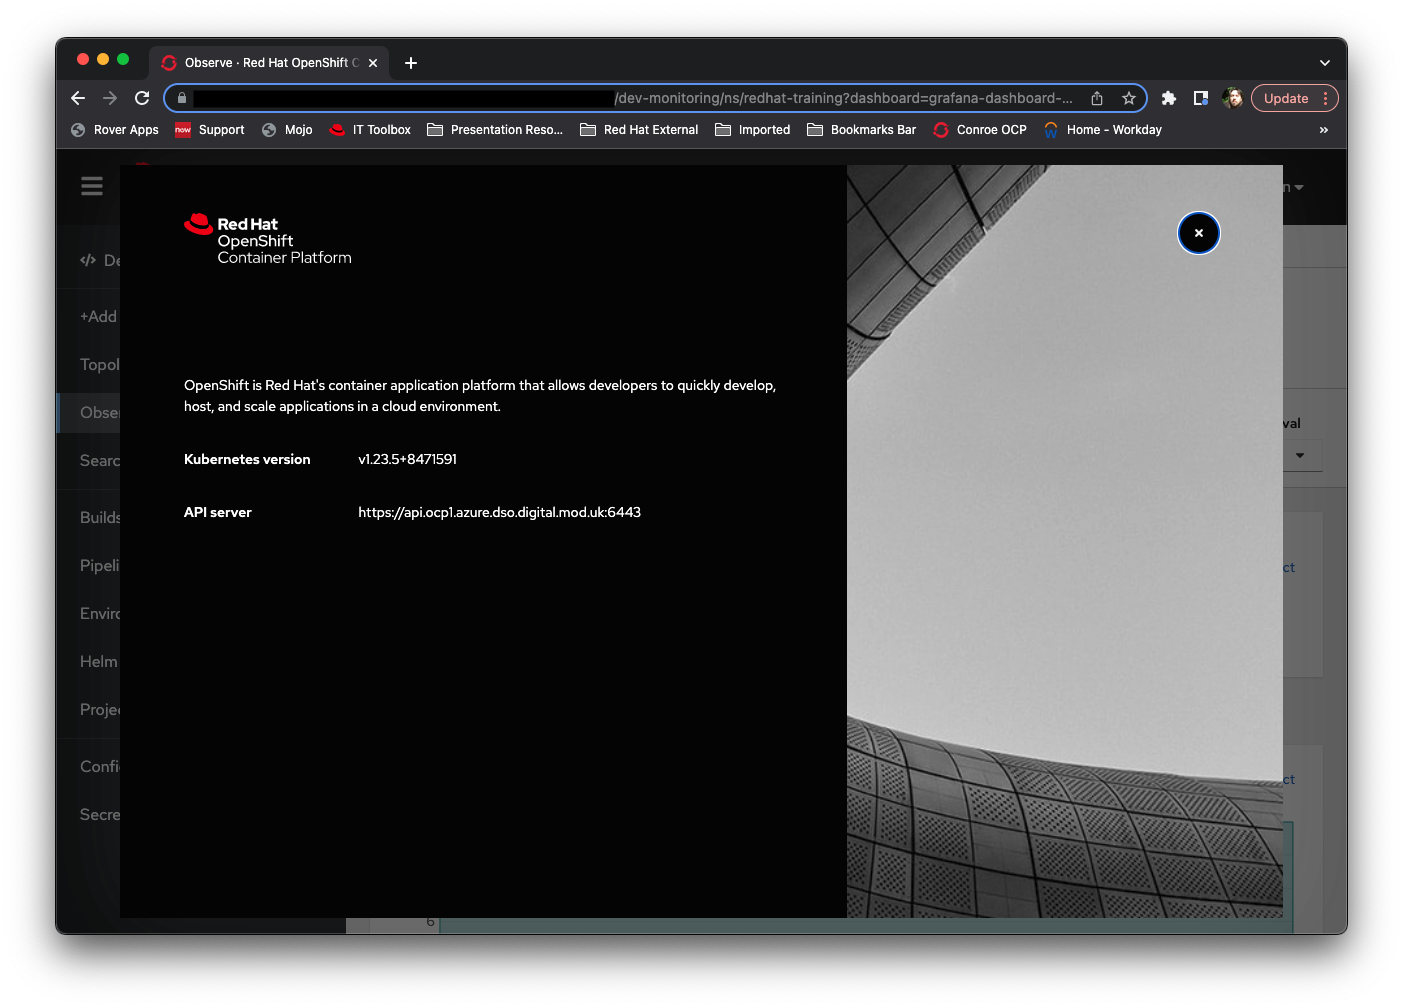 Observe · Red Hat OpenShift C
/dev-monitoring/ns/redhat-training?dashboard=grafana-dashboard-...
Update
Rover Apps
new
Support
Mojo
IT Toolbox
Presentation Reso...
Red Hat External
Imported
Bookmarks Bar
Conroe OCP
Home - Workday
»
n
Red Hat
OpenShift
Container Platform
</> De
+Add
Topol
Obse
Searc
Builds
Pipeli
Enviro
Helm
Projec
Confi
Secre
OpenShift is Red Hat's container application platform that allows developers to quickly develop,
host, and scale applications in a cloud environment.
Kubernetes version v1.23.5+8471591
API server https://api.ocp1.azure.dso.digital.mod.uk:6443
val
ct
ct
6